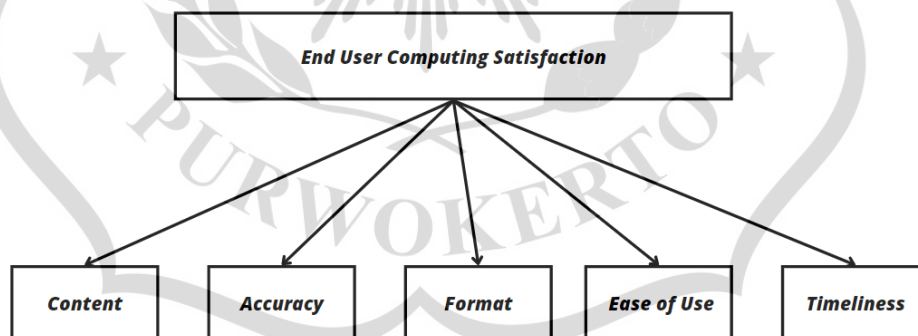 End User Computing Satisfaction
PURWOKERTO
Content
Accuracy
Format
Ease of Use
Timeliness